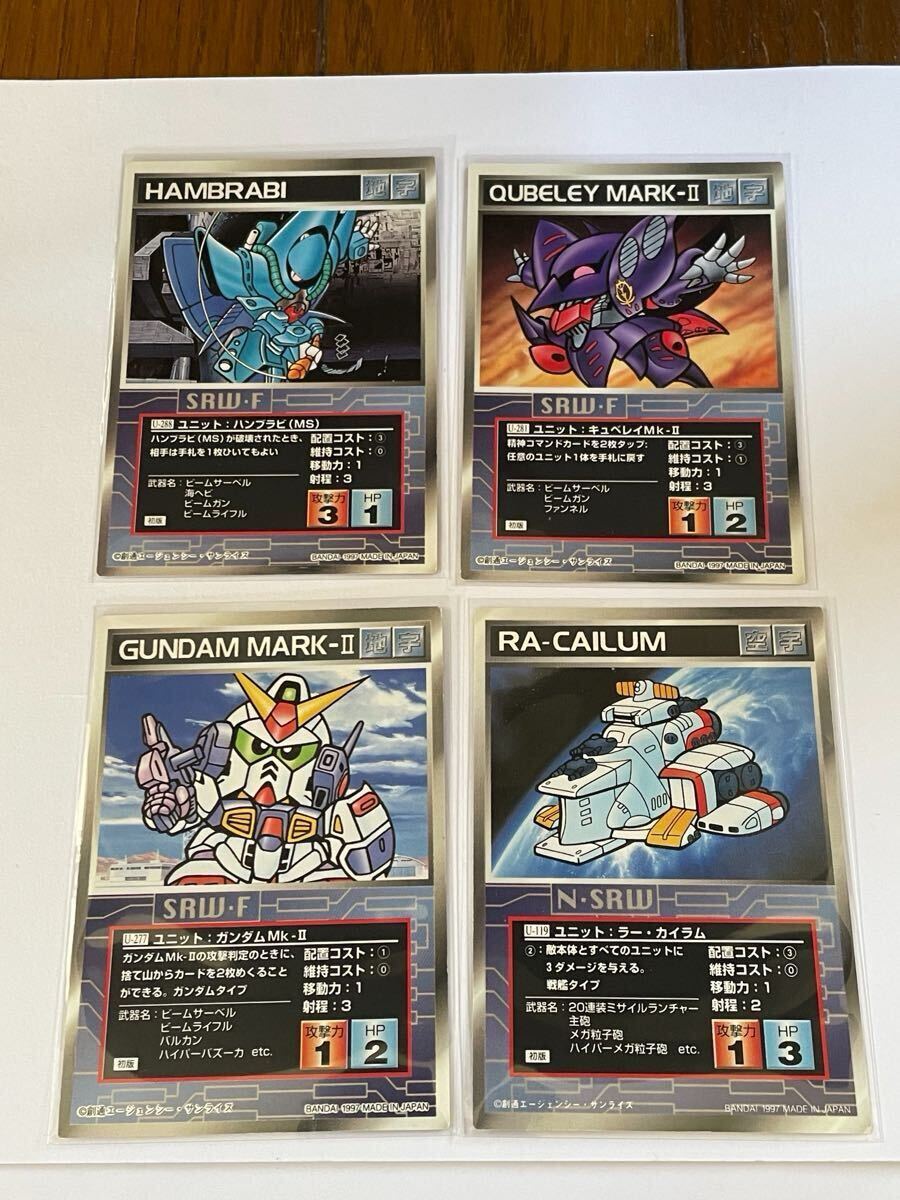 HAMBRABI 地 宇
SRW・F
U-288 ユニット：ハンブラビ(MS)
ハンブラビ(MS)が破壊されたとき、
相手は手札を1枚ひいてもよい
配置コスト：③
維持コスト：⓪
移動力：1
射程：3
武器名：ビームサーベル
海ヘビ
ビームガン
ビームライフル
攻撃力 3
HP 1
初版
©創通エージェンシー・サンライズ
BANDAI 1997 MADE IN JAPAN
QUBELEY MARK-II 地 宇
SRW・F
U-281 ユニット：キュベレイMk-II
精神コマンドカードを2枚タップ：
任意のユニット1体を手札に戻す
配置コスト：③
維持コスト：①
移動力：1
射程：3
武器名：ビームサーベル
ビームガン
ファンネル
攻撃力 1
HP 2
初版
©創通エージェンシー・サンライズ
BANDAI 1997 MADE IN JAPAN
GUNDAM MARK-II 地 宇
SRW・F
U-277 ユニット：ガンダムMk-II
ガンダムMk-IIの攻撃判定のときに、
捨て山からカードを2枚めくること
ができる。ガンダムタイプ
配置コスト：①
維持コスト：⓪
移動力：1
射程：3
武器名：ビームサーベル
ビームライフル
バルカン
ハイパーバズーカ etc.
攻撃力 1
HP 2
初版
©創通エージェンシー・サンライズ
BANDAI 1997 MADE IN JAPAN
RA-CAILUM 空 宇
N・SRW
U-119 ユニット：ラー・カイラム
②：敵本体とすべてのユニットに
3ダメージを与える。
戦艦タイプ
配置コスト：③
維持コスト：⓪
移動力：1
射程：2
武器名：20連装ミサイルランチャー
主砲
メガ粒子砲
ハイパーメガ粒子砲 etc.
攻撃力 1
HP 3
初版
©創通エージェンシー・サンライズ
BANDAI 1997 MADE IN JAPAN